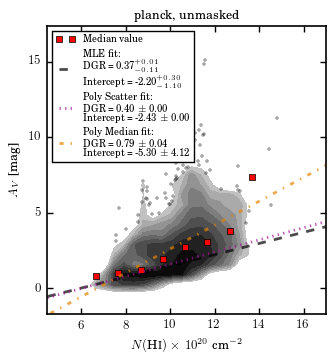 planck, unmasked
Median value
MLE fit:
DGR = 0.37^{+0.01}_{-0.11}
Intercept = -2.20^{+0.30}_{-1.10}
Poly Scatter fit:
DGR = 0.40 ± 0.00
Intercept = -2.43 ± 0.00
Poly Median fit:
DGR = 0.79 ± 0.04
Intercept = -5.30 ± 4.12
15
10
5
0
A_V [mag]
6 8 10 12 14 16
N(HI) × 10^{20} cm^{-2}